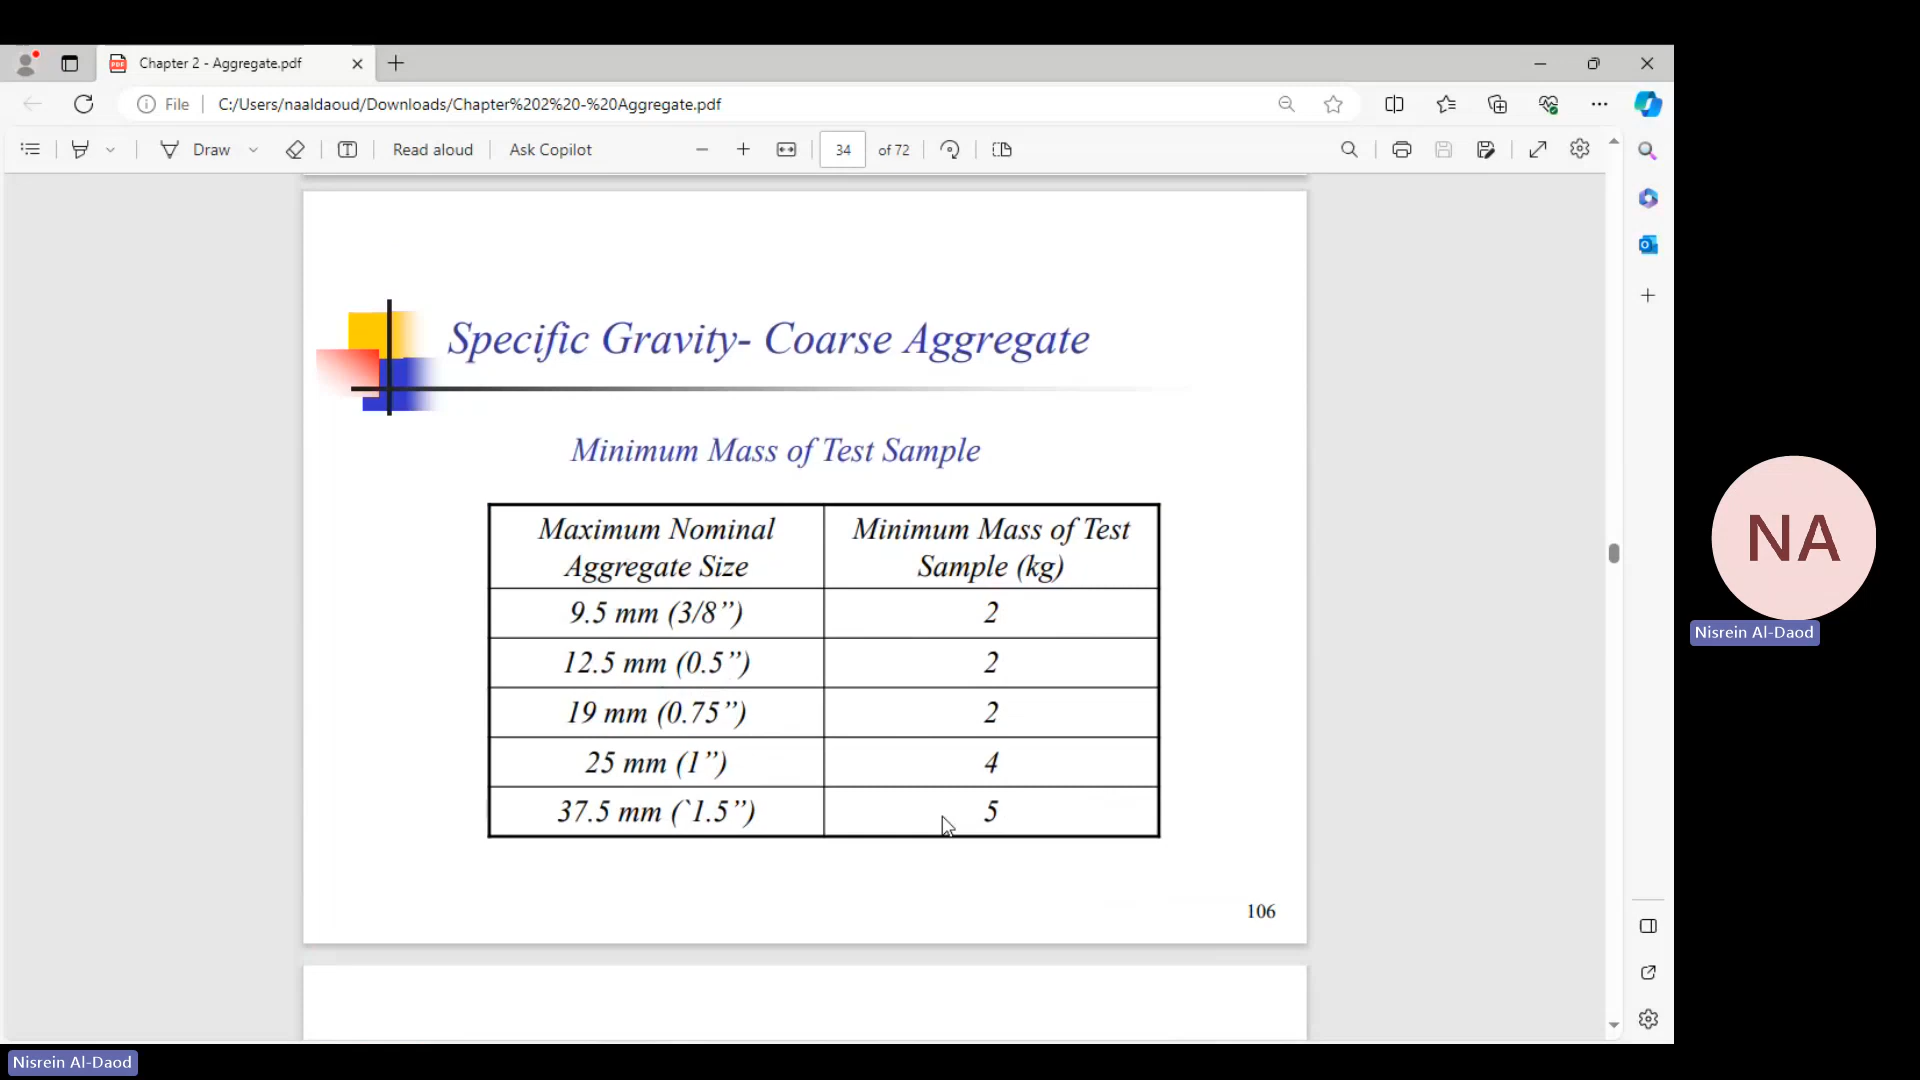 Chapter 2 - Aggregate.pdf
File
C:/Users/naaldaoud/Downloads/Chapter%202%20-%20Aggregate.pdf
Draw
Read aloud
Ask Copilot
34
of 72
Specific Gravity- Coarse Aggregate
Minimum Mass of Test Sample
Maximum Nominal
Aggregate Size
Minimum Mass of Test
Sample (kg)
9.5 mm (3/8”)
2
12.5 mm (0.5”)
2
19 mm (0.75”)
2
25 mm (1”)
4
37.5 mm (`1.5”)
5
106
NA
Nisrein Al-Daod
Nisrein Al-Daod